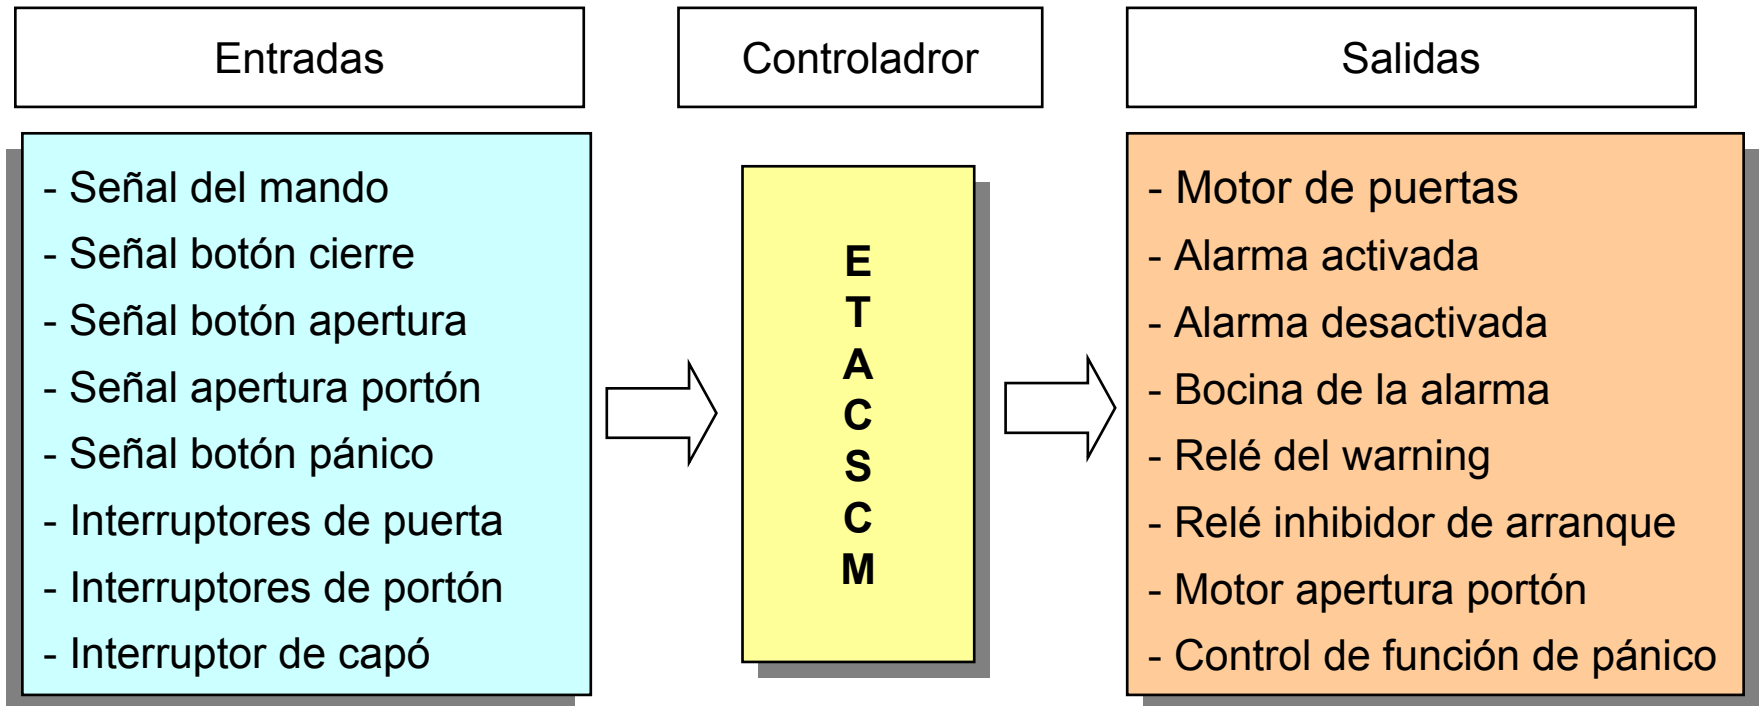 Entradas
Controladror
Salidas
- Señal del mando
- Señal botón cierre
- Señal botón apertura
- Señal apertura portón
- Señal botón pánico
- Interruptores de puerta
- Interruptores de portón
- Interruptor de capó
E
T
A
C
S
C
M
- Motor de puertas
- Alarma activada
- Alarma desactivada
- Bocina de la alarma
- Relé del warning
- Relé inhibidor de arranque
- Motor apertura portón
- Control de función de pánico